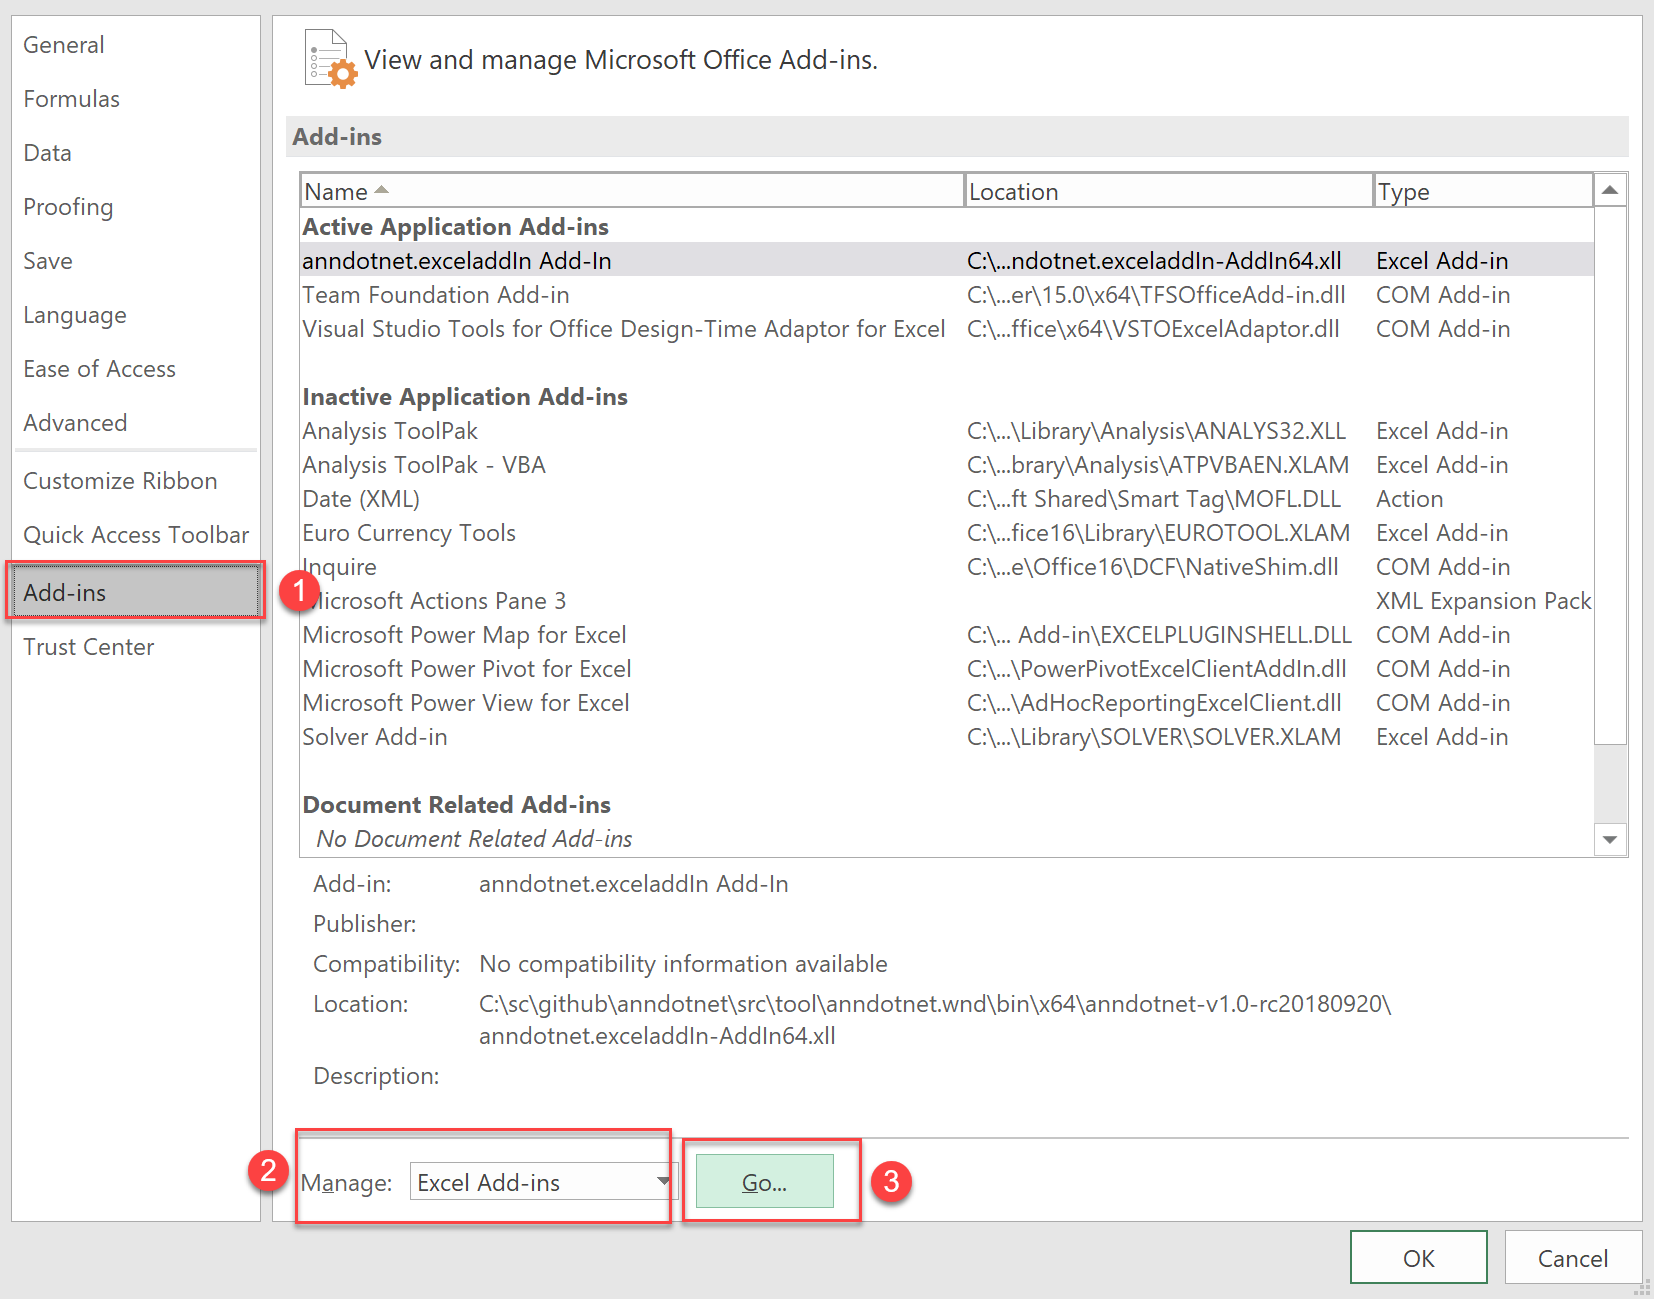 General
Formulas
Data
Proofing
Save
Language
Ease of Access
Advanced
Customize Ribbon
Quick Access Toolbar
Add-ins
1
Trust Center
View and manage Microsoft Office Add-ins.
Add-ins
Name Location Type
Active Application Add-ins
anndotnet.exceladdIn Add-In C:\...ndotnet.exceladdIn-AddIn64.xll Excel Add-in
Team Foundation Add-in C:\...er\15.0\x64\TFSOfficeAdd-in.dll COM Add-in
Visual Studio Tools for Office Design-Time Adaptor for Excel C:\...ffice\x64\VSTOExcelAdaptor.dll COM Add-in
Inactive Application Add-ins
Analysis ToolPak C:\...\Library\Analysis\ANALYS32.XLL Excel Add-in
Analysis ToolPak - VBA C:\...brary\Analysis\ATPVBAEN.XLAM Excel Add-in
Date (XML) C:\...ft Shared\Smart Tag\MOFL.DLL Action
Euro Currency Tools C:\...fice16\Library\EUROTOOL.XLAM Excel Add-in
Inquire C:\...e\Office16\DCF\NativeShim.dll COM Add-in
Microsoft Actions Pane 3 XML Expansion Pack
Microsoft Power Map for Excel C:\... Add-in\EXCELPLUGINSHELL.DLL COM Add-in
Microsoft Power Pivot for Excel C:\...\PowerPivotExcelClientAddIn.dll COM Add-in
Microsoft Power View for Excel C:\...\AdHocReportingExcelClient.dll COM Add-in
Solver Add-in C:\...\Library\SOLVER\SOLVER.XLAM Excel Add-in
Document Related Add-ins
No Document Related Add-ins
Add-in: anndotnet.exceladdIn Add-In
Publisher:
Compatibility: No compatibility information available
Location: C:\sc\github\anndotnet\src\tool\anndotnet.wnd\bin\x64\anndotnet-v1.0-rc20180920\
anndotnet.exceladdIn-AddIn64.xll
Description:
2 Manage: Excel Add-ins Go... 3
OK Cancel